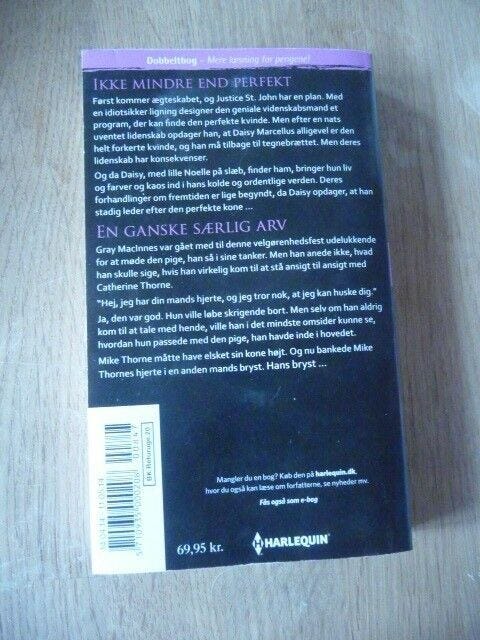 Dobbeltbog – Mere læsning for pengene!
IKKE MINDRE END PERFEKT
Først kommer ægteskabet, og Justice St. John har en plan. Med
en idiotsikker ligning designer den geniale videnskabsmand et
program, der kan finde den perfekte kvinde. Men efter en nats
uventet lidenskab opdager han, at Daisy Marcellus alligevel er den
helt forkerte kvinde, og han må tilbage til tegnebrættet. Men deres
lidenskab har konsekvenser.
Og da Daisy, med lille Noelle på slæb, finder ham, bringer hun liv
og farver og kaos ind i hans kolde og ordentlige verden. Deres
forhandlinger om fremtiden er lige begyndt, da Daisy opdager, at han
stadig leder efter den perfekte kone ...
EN GANSKE SÆRLIG ARV
Gray MacInnes var gået med til denne velgørenhedsfest udelukkende
for at møde den pige, han så i sine tanker. Men han anede ikke, hvad
han skulle sige, hvis han virkelig kom til at stå ansigt til ansigt med
Catherine Thorne.
"Hej, jeg har din mands hjerte, og jeg tror nok, at jeg kan huske dig."
Ja, den var god. Hun ville løbe skrigende bort. Men selv om han aldrig
kom til at tale med hende, ville han i det mindste omsider kunne se,
hvordan hun passede med den pige, han havde inde i hovedet.
Mike Thorne måtte have elsket sin kone højt. Og nu bankede Mike
Thornes hjerte i en anden mands bryst. Hans bryst ...
BK Returuge 26
Mangler du en bog? Køb den på harlequin.dk,
hvor du også kan læse om forfatterne, se nyheder mv.
Fås også som e-bog
69,95 kr.
HARLEQUIN